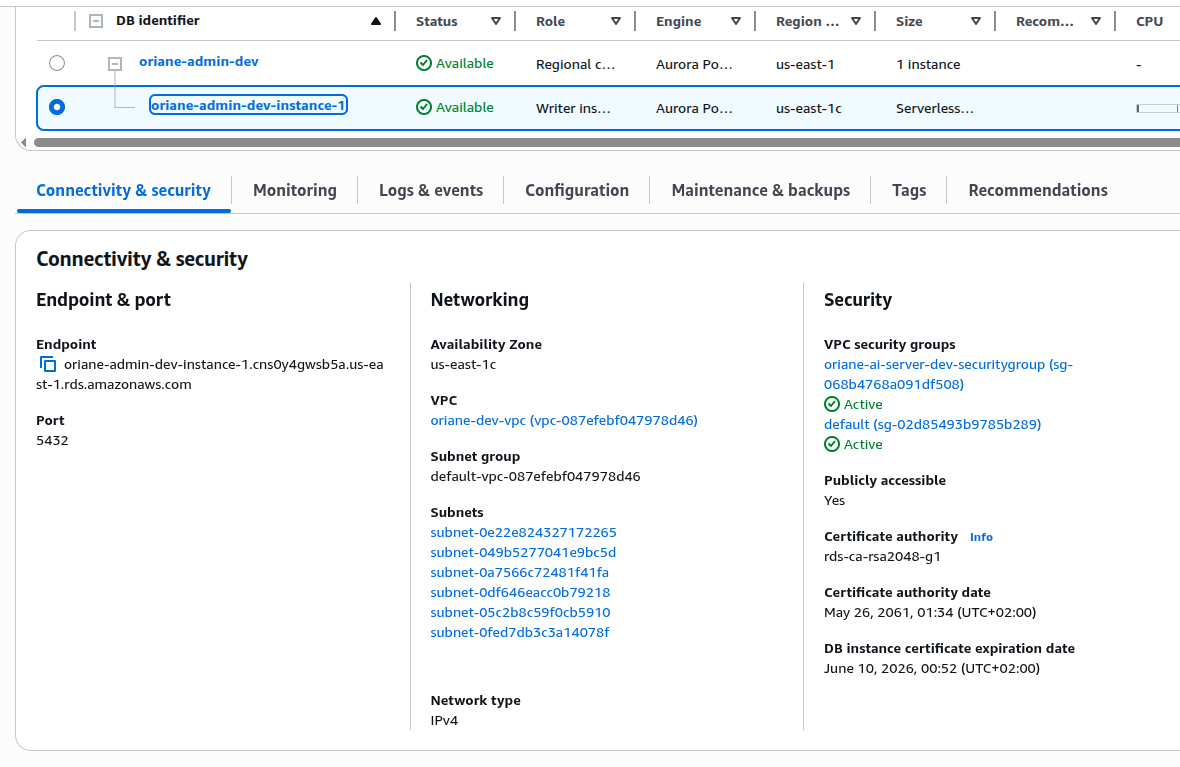 DB identifier Status Role Engine Region ... Size Recom... CPU
oriane-admin-dev Available Regional c... Aurora Po... us-east-1 1 instance -
oriane-admin-dev-instance-1 Available Writer ins... Aurora Po... us-east-1c Serverless...
Connectivity & security Monitoring Logs & events Configuration Maintenance & backups Tags Recommendations
Connectivity & security
Endpoint & port
Endpoint
oriane-admin-dev-instance-1.cns0y4gwsb5a.us-ea
st-1.rds.amazonaws.com
Port
5432
Networking
Availability Zone
us-east-1c
VPC
oriane-dev-vpc (vpc-087efebf047978d46)
Subnet group
default-vpc-087efebf047978d46
Subnets
subnet-0e22e824327172265
subnet-049b5277041e9bc5d
subnet-0a7566c72481f41fa
subnet-0df646eacc0b79218
subnet-05c2b8c59f0cb5910
subnet-0fed7db3c3a14078f
Network type
IPv4
Security
VPC security groups
oriane-ai-server-dev-securitygroup (sg-
068b4768a091df508)
Active
default (sg-02d85493b9785b289)
Active
Publicly accessible
Yes
Certificate authority Info
rds-ca-rsa2048-g1
Certificate authority date
May 26, 2061, 01:34 (UTC+02:00)
DB instance certificate expiration date
June 10, 2026, 00:52 (UTC+02:00)